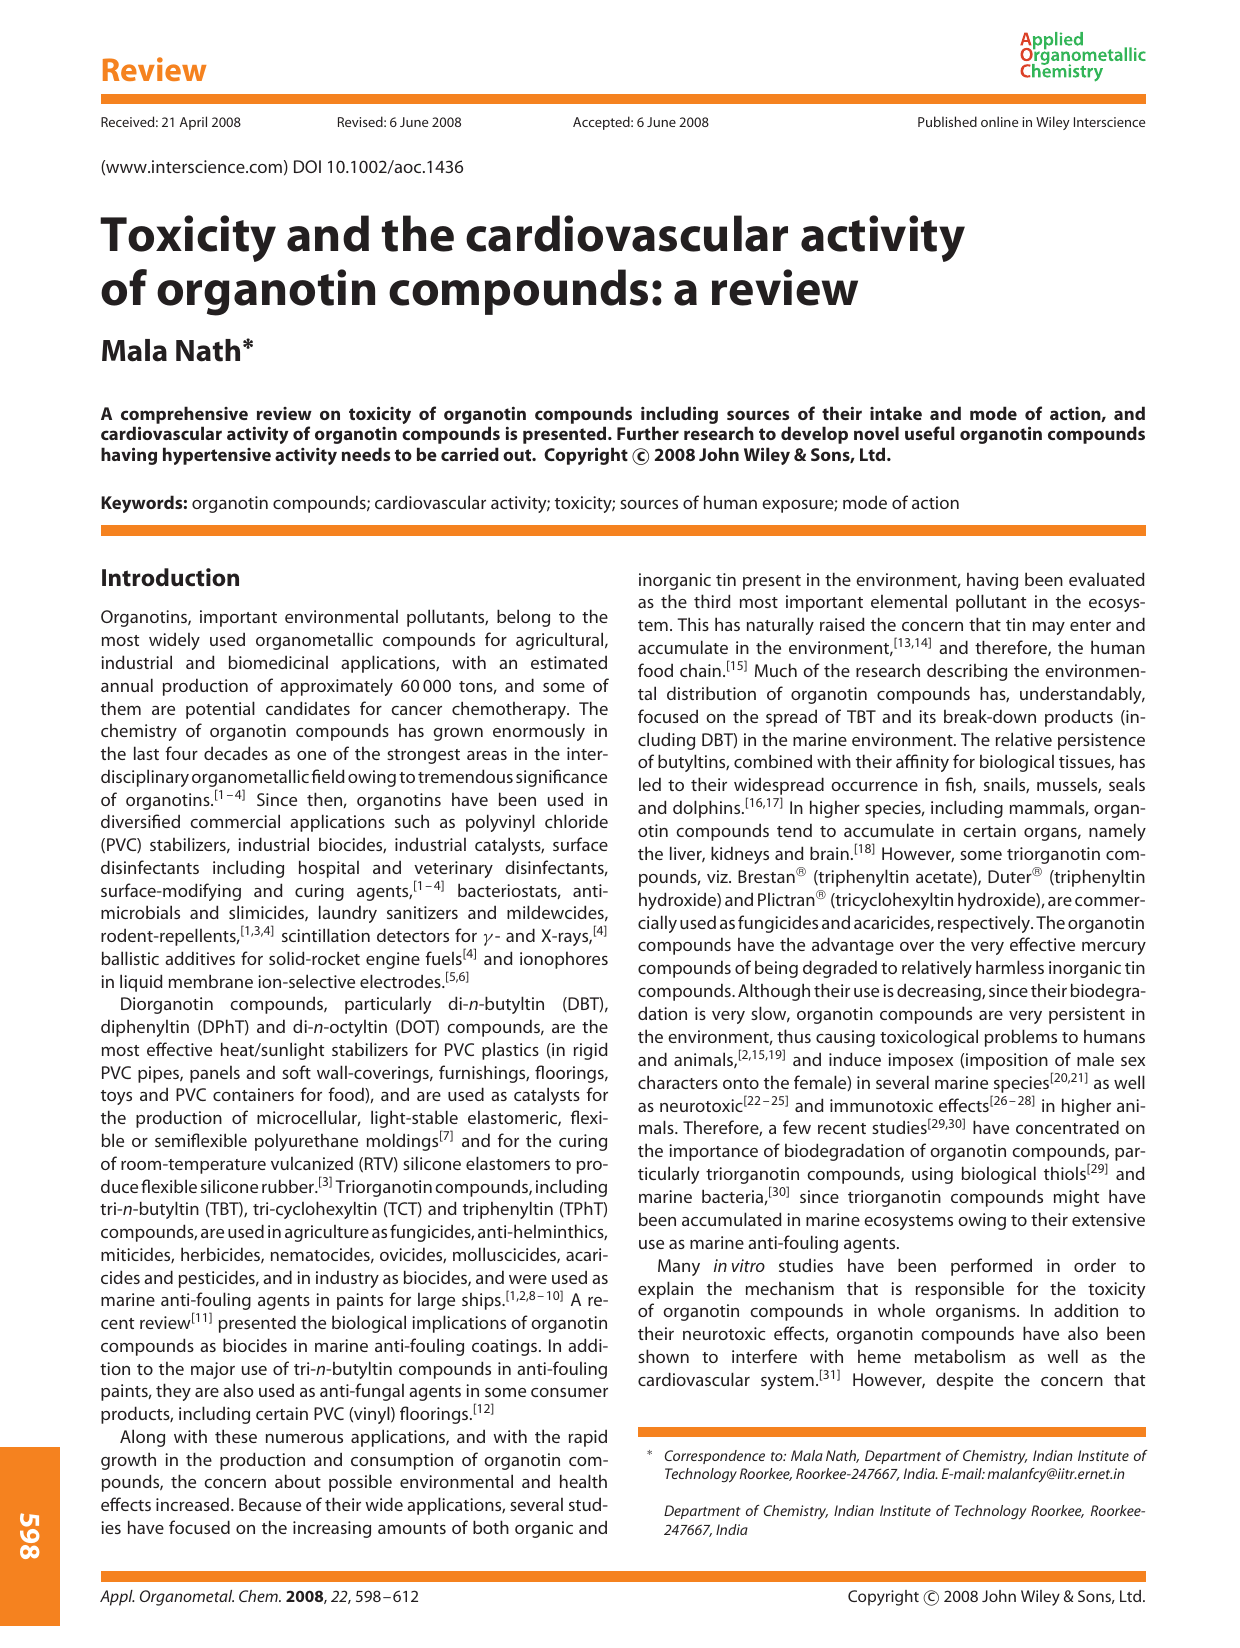 Applied
Organometallic
Chemistry
Review
Received: 21 April 2008 Revised: 6 June 2008 Accepted: 6 June 2008 Published online in Wiley Interscience
(www.interscience.com) DOI 10.1002/aoc.1436
Toxicity and the cardiovascular activity
of organotin compounds: a review
Mala Nath*
A comprehensive review on toxicity of organotin compounds including sources of their intake and mode of action, and
cardiovascular activity of organotin compounds is presented. Further research to develop novel useful organotin compounds
having hypertensive activity needs to be carried out. Copyright © 2008 John Wiley & Sons, Ltd.
Keywords: organotin compounds; cardiovascular activity; toxicity; sources of human exposure; mode of action
Introduction
Organotins, important environmental pollutants, belong to the
most widely used organometallic compounds for agricultural,
industrial and biomedicinal applications, with an estimated
annual production of approximately 60 000 tons, and some of
them are potential candidates for cancer chemotherapy. The
chemistry of organotin compounds has grown enormously in
the last four decades as one of the strongest areas in the inter-
disciplinary organometallic field owing to tremendous significance
of organotins.[1–4] Since then, organotins have been used in
diversified commercial applications such as polyvinyl chloride
(PVC) stabilizers, industrial biocides, industrial catalysts, surface
disinfectants including hospital and veterinary disinfectants,
surface-modifying and curing agents,[1–4] bacteriostats, anti-
microbials and slimicides, laundry sanitizers and mildewcides,
rodent-repellents,[1,3,4] scintillation detectors for γ- and X-rays,[4]
ballistic additives for solid-rocket engine fuels[4] and ionophores
in liquid membrane ion-selective electrodes.[5,6]
Diorganotin compounds, particularly di-n-butyltin (DBT),
diphenyltin (DPhT) and di-n-octyltin (DOT) compounds, are the
most effective heat/sunlight stabilizers for PVC plastics (in rigid
PVC pipes, panels and soft wall-coverings, furnishings, floorings,
toys and PVC containers for food), and are used as catalysts for
the production of microcellular, light-stable elastomeric, flexi-
ble or semiflexible polyurethane moldings[7] and for the curing
of room-temperature vulcanized (RTV) silicone elastomers to pro-
duce flexible silicone rubber.[3] Triorganotin compounds, including
tri-n-butyltin (TBT), tri-cyclohexyltin (TCT) and triphenyltin (TPhT)
compounds, are used in agriculture as fungicides, anti-helminthics,
miticides, herbicides, nematocides, ovicides, molluscicides, acari-
cides and pesticides, and in industry as biocides, and were used as
marine anti-fouling agents in paints for large ships.[1,2,8–10] A re-
cent review[11] presented the biological implications of organotin
compounds as biocides in marine anti-fouling coatings. In addi-
tion to the major use of tri-n-butyltin compounds in anti-fouling
paints, they are also used as anti-fungal agents in some consumer
products, including certain PVC (vinyl) floorings.[12]
Along with these numerous applications, and with the rapid
growth in the production and consumption of organotin com-
pounds, the concern about possible environmental and health
effects increased. Because of their wide applications, several stud-
ies have focused on the increasing amounts of both organic and
inorganic tin present in the environment, having been evaluated
as the third most important elemental pollutant in the ecosys-
tem. This has naturally raised the concern that tin may enter and
accumulate in the environment,[13,14] and therefore, the human
food chain.[15] Much of the research describing the environmen-
tal distribution of organotin compounds has, understandably,
focused on the spread of TBT and its break-down products (in-
cluding DBT) in the marine environment. The relative persistence
of butyltins, combined with their affinity for biological tissues, has
led to their widespread occurrence in fish, snails, mussels, seals
and dolphins.[16,17] In higher species, including mammals, organ-
otin compounds tend to accumulate in certain organs, namely
the liver, kidneys and brain.[18] However, some triorganotin com-
pounds, viz. Brestan® (triphenyltin acetate), Duter® (triphenyltin
hydroxide) and Plictran® (tricyclohexyltin hydroxide), are commer-
cially used as fungicides and acaricides, respectively. The organotin
compounds have the advantage over the very effective mercury
compounds of being degraded to relatively harmless inorganic tin
compounds. Although their use is decreasing, since their biodegra-
dation is very slow, organotin compounds are very persistent in
the environment, thus causing toxicological problems to humans
and animals,[2,15,19] and induce imposex (imposition of male sex
characters onto the female) in several marine species[20,21] as well
as neurotoxic[22–25] and immunotoxic effects[26–28] in higher ani-
mals. Therefore, a few recent studies[29,30] have concentrated on
the importance of biodegradation of organotin compounds, par-
ticularly triorganotin compounds, using biological thiols[29] and
marine bacteria,[30] since triorganotin compounds might have
been accumulated in marine ecosystems owing to their extensive
use as marine anti-fouling agents.
Many in vitro studies have been performed in order to
explain the mechanism that is responsible for the toxicity
of organotin compounds in whole organisms. In addition to
their neurotoxic effects, organotin compounds have also been
shown to interfere with heme metabolism as well as the
cardiovascular system.[31] However, despite the concern that
* Correspondence to: Mala Nath, Department of Chemistry, Indian Institute of
Technology Roorkee, Roorkee-247667, India. E-mail: malanfcy@iitr.ernet.in
Department of Chemistry, Indian Institute of Technology Roorkee, Roorkee-
247667, India
598
Appl. Organometal. Chem. 2008, 22, 598–612 Copyright © 2008 John Wiley & Sons, Ltd.